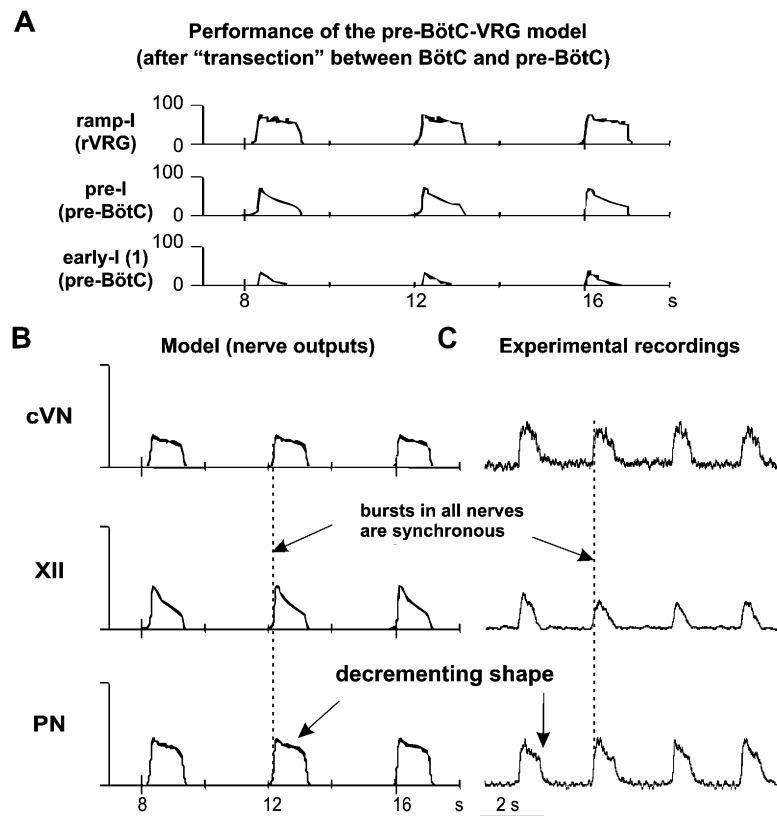 A
Performance of the pre-BötC-VRG model
(after “transection” between BötC and pre-BötC)
ramp-I
(rVRG)
100
0
pre-I
(pre-BötC)
100
0
early-I (1)
(pre-BötC)
100
0
8 12 16 s
B Model (nerve outputs)
C Experimental recordings
cVN
bursts in all nerves
are synchronous
XII
decrementing shape
PN
8 12 16 s
2 s